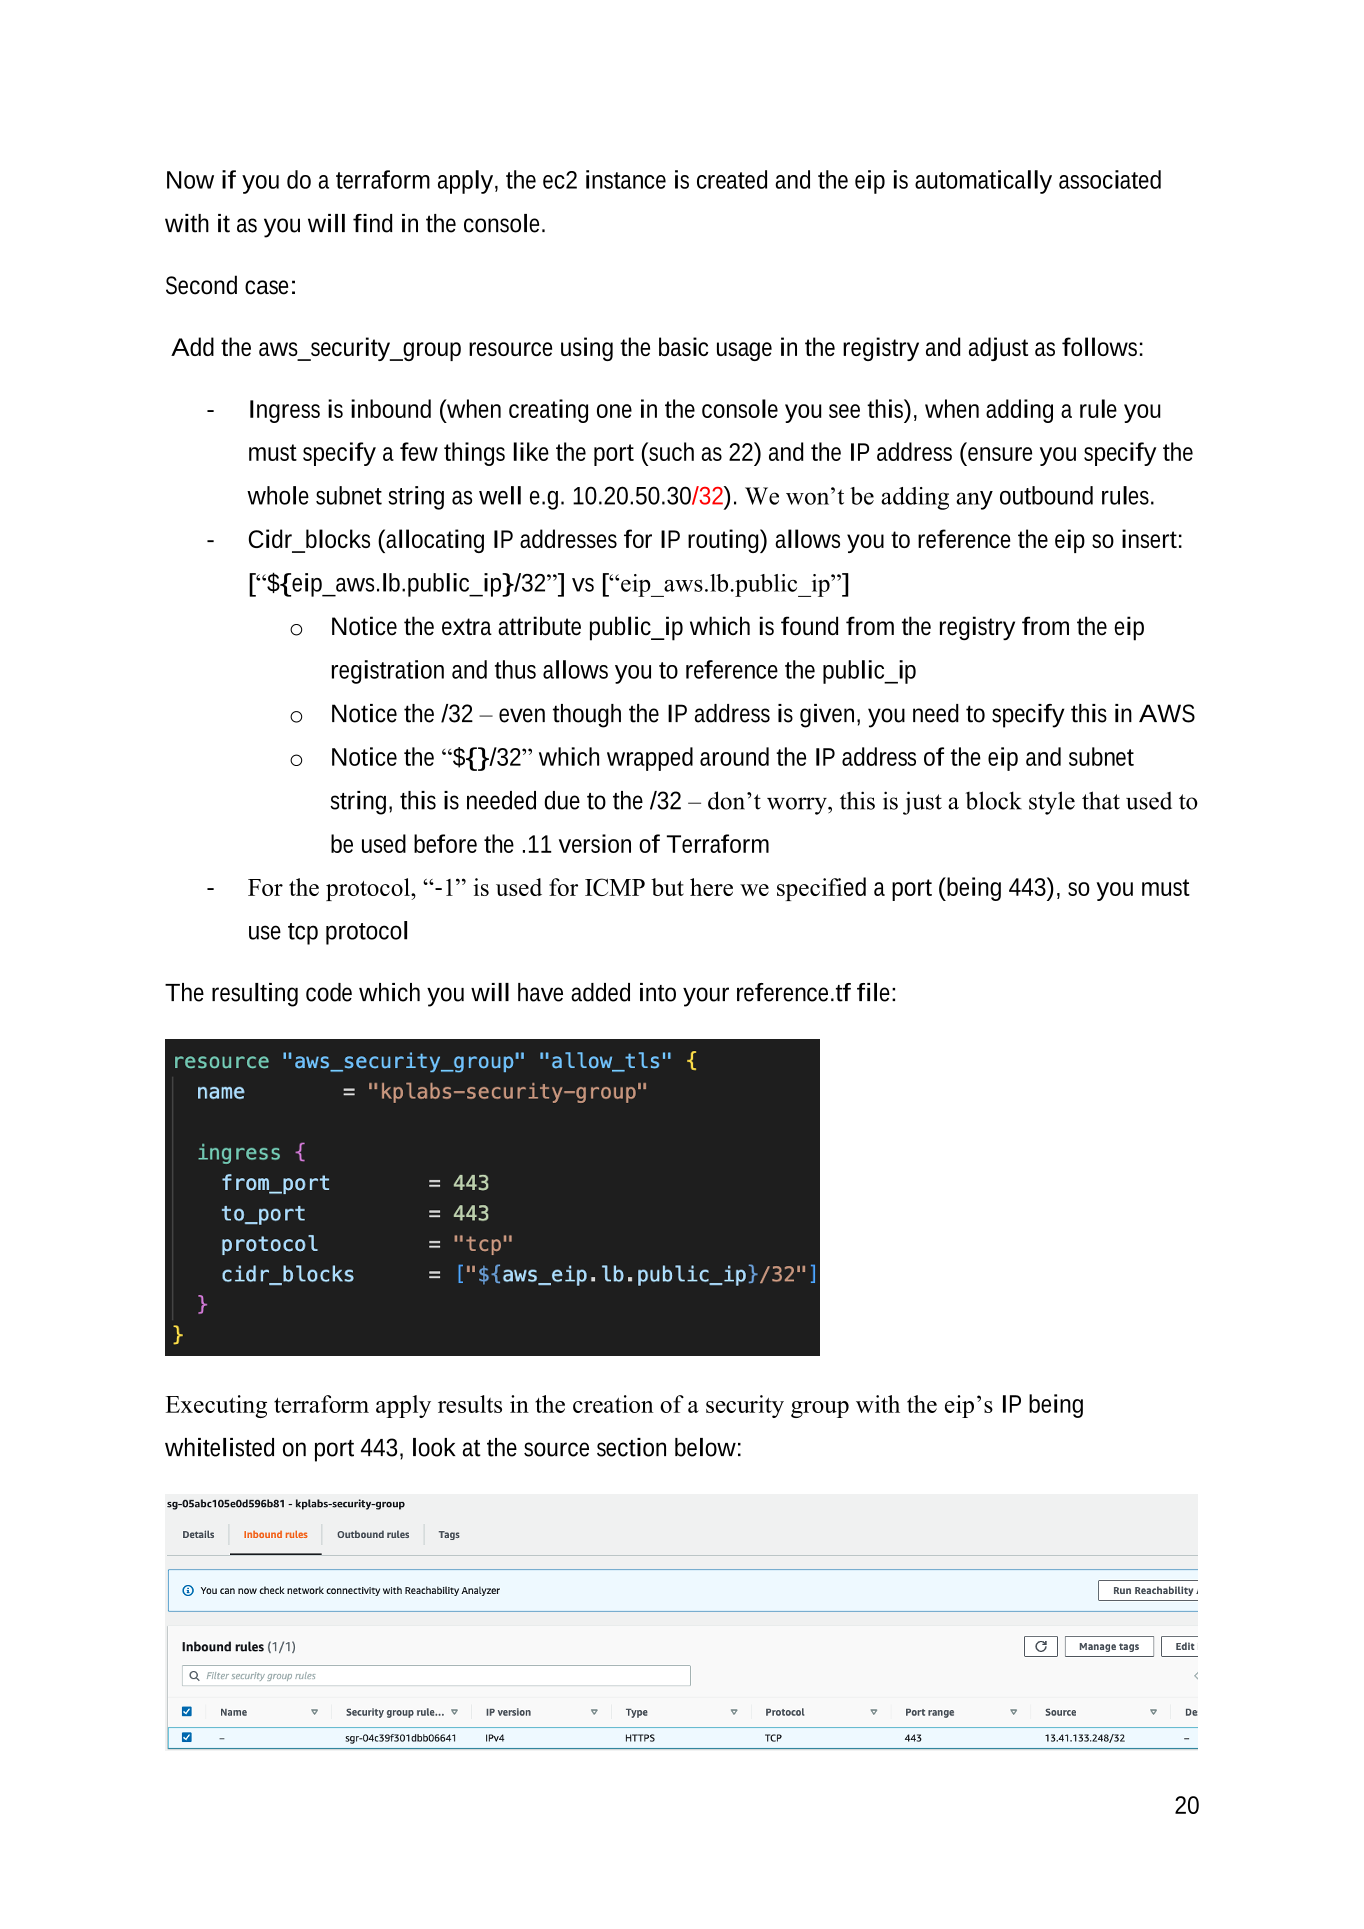 Now if you do a terraform apply, the ec2 instance is created and the eip is automatically associated
with it as you will find in the console.
Second case:
Add the aws_security_group resource using the basic usage in the registry and adjust as follows:
- Ingress is inbound (when creating one in the console you see this), when adding a rule you
must specify a few things like the port (such as 22) and the IP address (ensure you specify the
whole subnet string as well e.g. 10.20.50.30/32). We won’t be adding any outbound rules.
- Cidr_blocks (allocating IP addresses for IP routing) allows you to reference the eip so insert:
[“${eip_aws.lb.public_ip}/32”] vs [“eip_aws.lb.public_ip”]
o Notice the extra attribute public_ip which is found from the registry from the eip
registration and thus allows you to reference the public_ip
o Notice the /32 – even though the IP address is given, you need to specify this in AWS
o Notice the “${}/32” which wrapped around the IP address of the eip and subnet
string, this is needed due to the /32 – don’t worry, this is just a block style that used to
be used before the .11 version of Terraform
- For the protocol, “-1” is used for ICMP but here we specified a port (being 443), so you must
use tcp protocol
The resulting code which you will have added into your reference.tf file:
resource "aws_security_group" "allow_tls" {
name = "kplabs-security-group"
ingress {
from_port = 443
to_port = 443
protocol = "tcp"
cidr_blocks = ["${aws_eip.lb.public_ip}/32"]
}
}
Executing terraform apply results in the creation of a security group with the eip’s IP being
whitelisted on port 443, look at the source section below:
sg-05abc105e0d596b81 - kplabs-security-group
Details Inbound rules Outbound rules Tags
You can now check network connectivity with Reachability Analyzer Run Reachability
Inbound rules (1/1) Manage tags Edit
Filter security group rules
Name Security group rule... IP version Type Protocol Port range Source De
– sgr-04c39f301dbb06641 IPv4 HTTPS TCP 443 13.41.133.248/32 –
20